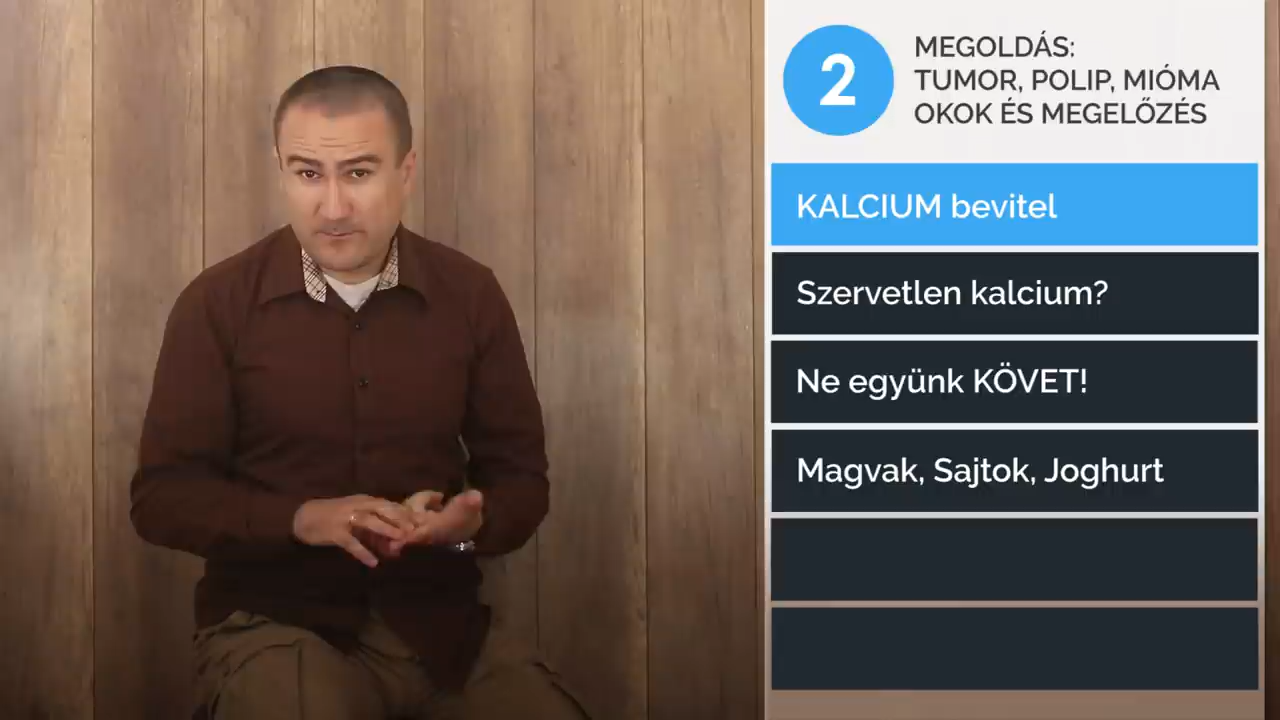 2
MEGOLDÁS:
TUMOR, POLIP, MIÓMA
OKOK ÉS MEGELŐZÉS
KALCIUM bevitel
Szervetlen kalcium?
Ne együnk KÖVET!
Magvak, Sajtok, Joghurt